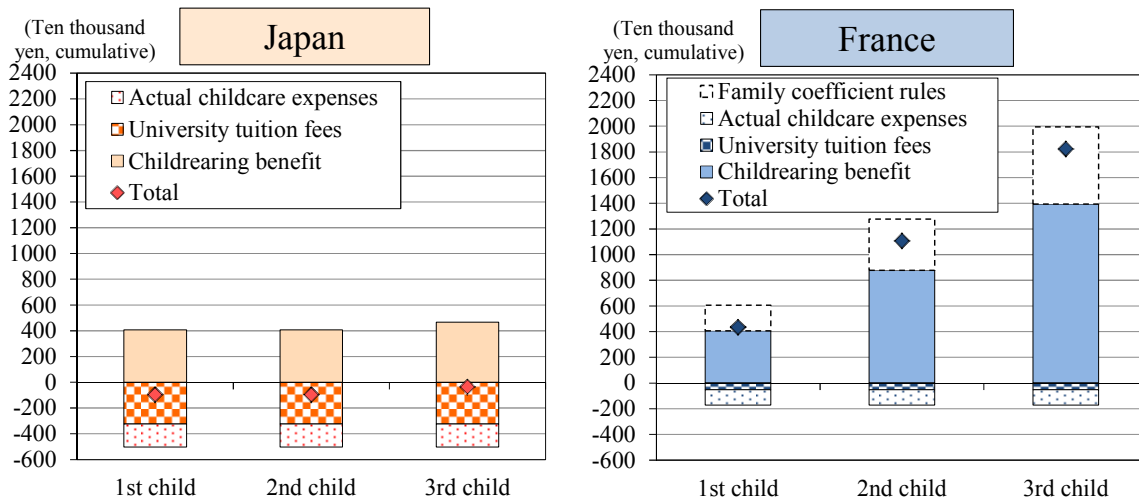 (Ten thousand
yen, cumulative)
Japan
2400
2200
2000
1800
1600
1400
1200
1000
800
600
400
200
0
-200
-400
-600
Actual childcare expenses
University tuition fees
Childrearing benefit
Total
1st child
2nd child
3rd child
(Ten thousand
yen, cumulative)
France
2400
2200
2000
1800
1600
1400
1200
1000
800
600
400
200
0
-200
-400
-600
Family coefficient rules
Actual childcare expenses
University tuition fees
Childrearing benefit
Total
1st child
2nd child
3rd child